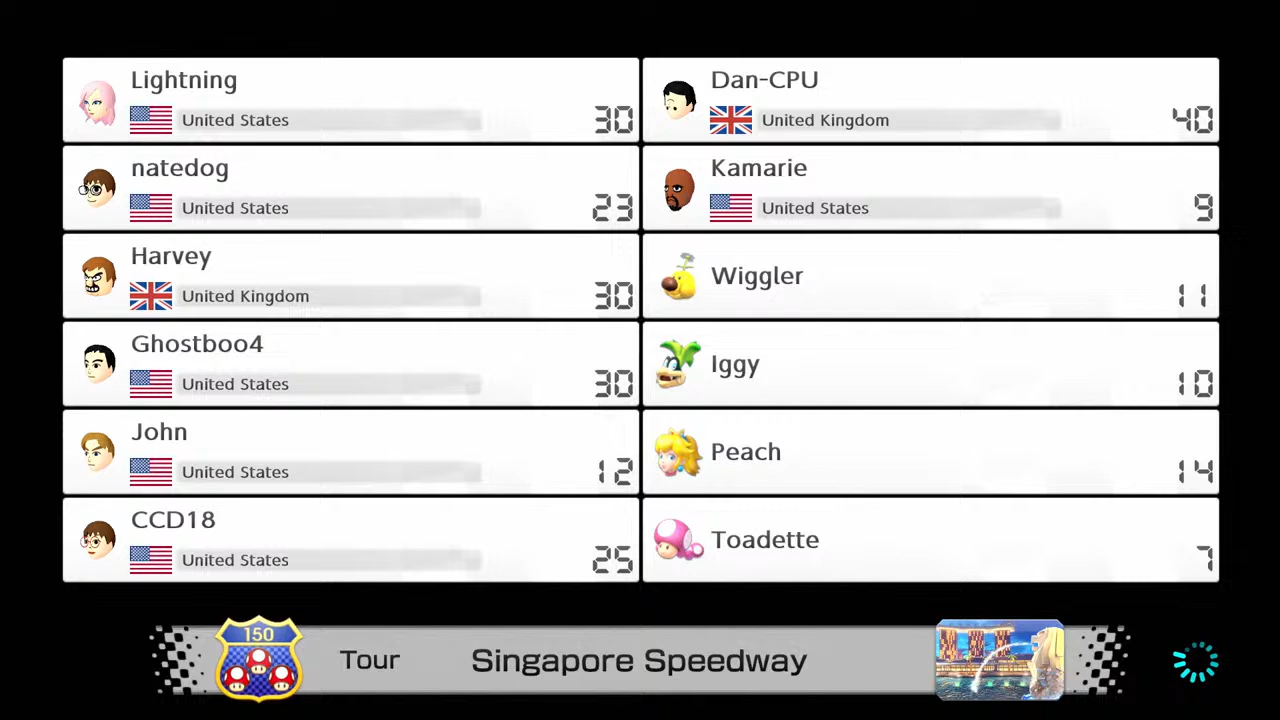 Lightning
United States
30
natedog
United States
23
Harvey
United Kingdom
30
Ghostboo4
United States
30
John
United States
12
CCD18
United States
25
Dan-CPU
United Kingdom
40
Kamarie
United States
9
Wiggler
11
Iggy
10
Peach
14
Toadette
7
150
Tour
Singapore Speedway